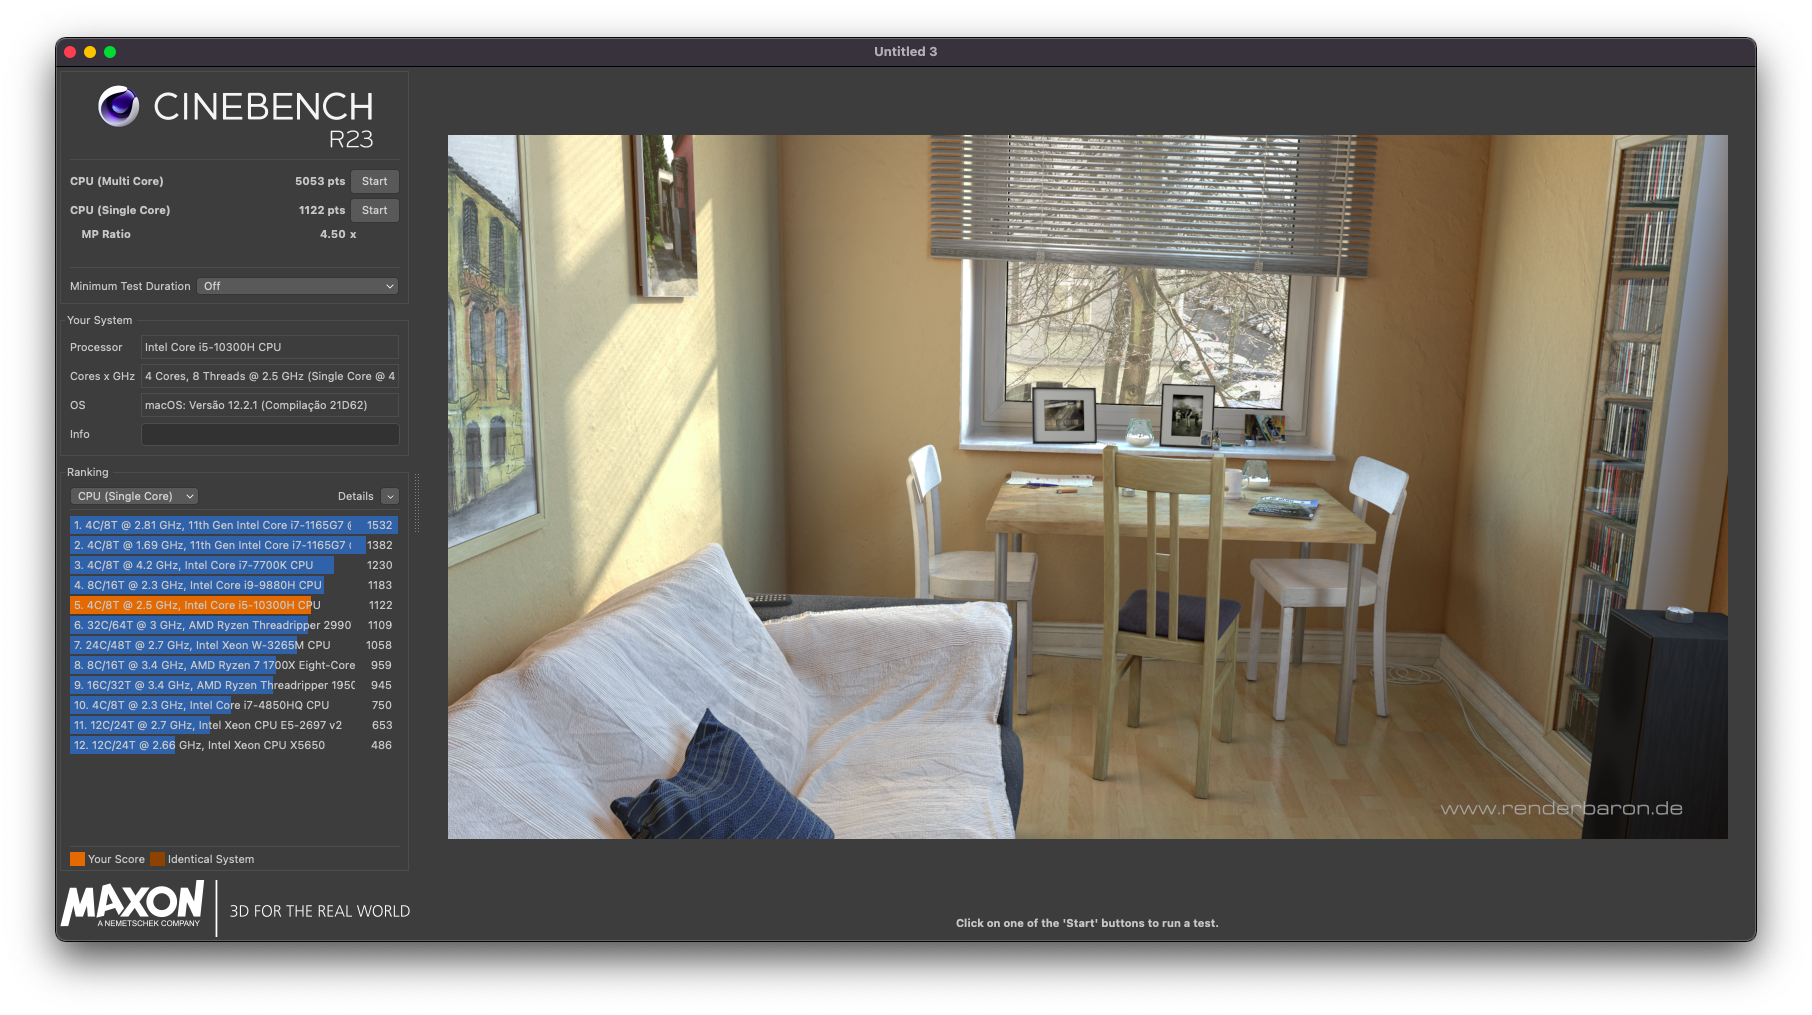 Untitled 3
CINEBENCH
R23
CPU (Multi Core) 5053 pts Start
CPU (Single Core) 1122 pts Start
MP Ratio 4.50 x
Minimum Test Duration Off
Your System
Processor Intel Core i5-10300H CPU
Cores x GHz 4 Cores, 8 Threads @ 2.5 GHz (Single Core @ 4
OS macOS: Versão 12.2.1 (Compilação 21D62)
Info
Ranking
CPU (Single Core) Details
1. 4C/8T @ 2.81 GHz, 11th Gen Intel Core i7-1165G7 1532
2. 4C/8T @ 1.69 GHz, 11th Gen Intel Core i7-1165G7 1382
3. 4C/8T @ 4.2 GHz, Intel Core i7-7700K CPU 1230
4. 8C/16T @ 2.3 GHz, Intel Core i9-9880H CPU 1183
5. 4C/8T @ 2.5 GHz, Intel Core i5-10300H CPU 1122
6. 32C/64T @ 3 GHz, AMD Ryzen Threadripper 2990 1109
7. 24C/48T @ 2.7 GHz, Intel Xeon W-3265M CPU 1058
8. 8C/16T @ 3.4 GHz, AMD Ryzen 7 1700X Eight-Core 959
9. 16C/32T @ 3.4 GHz, AMD Ryzen Threadripper 1950 945
10. 4C/8T @ 2.3 GHz, Intel Core i7-4850HQ CPU 750
11. 12C/24T @ 2.7 GHz, Intel Xeon CPU E5-2697 v2 653
12. 12C/24T @ 2.66 GHz, Intel Xeon CPU X5650 486
Your Score Identical System
MAXON
A NEMETSCHEK COMPANY
3D FOR THE REAL WORLD
www.renderbaron.de
Click on one of the 'Start' buttons to run a test.